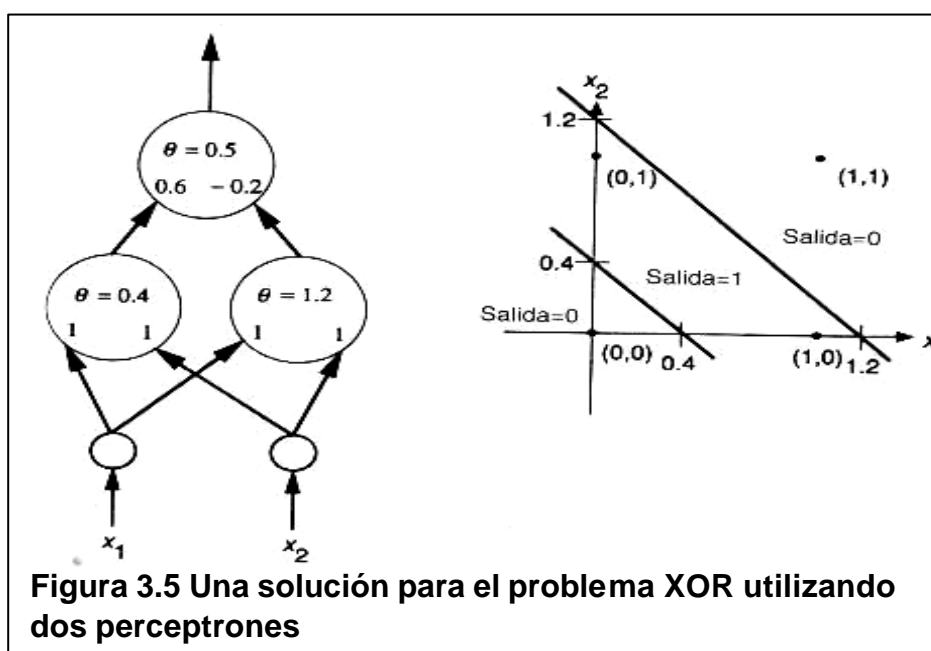 θ = 0.5
0.6 − 0.2
θ = 0.4
1 1
θ = 1.2
1 1
x1
x2
x2
1.2
(0,1)
(1,1)
Salida=0
0.4
Salida=1
Salida=0
(0,0)
0.4
(1,0)
1.2
x
Figura 3.5 Una solución para el problema XOR utilizando
dos perceptrones